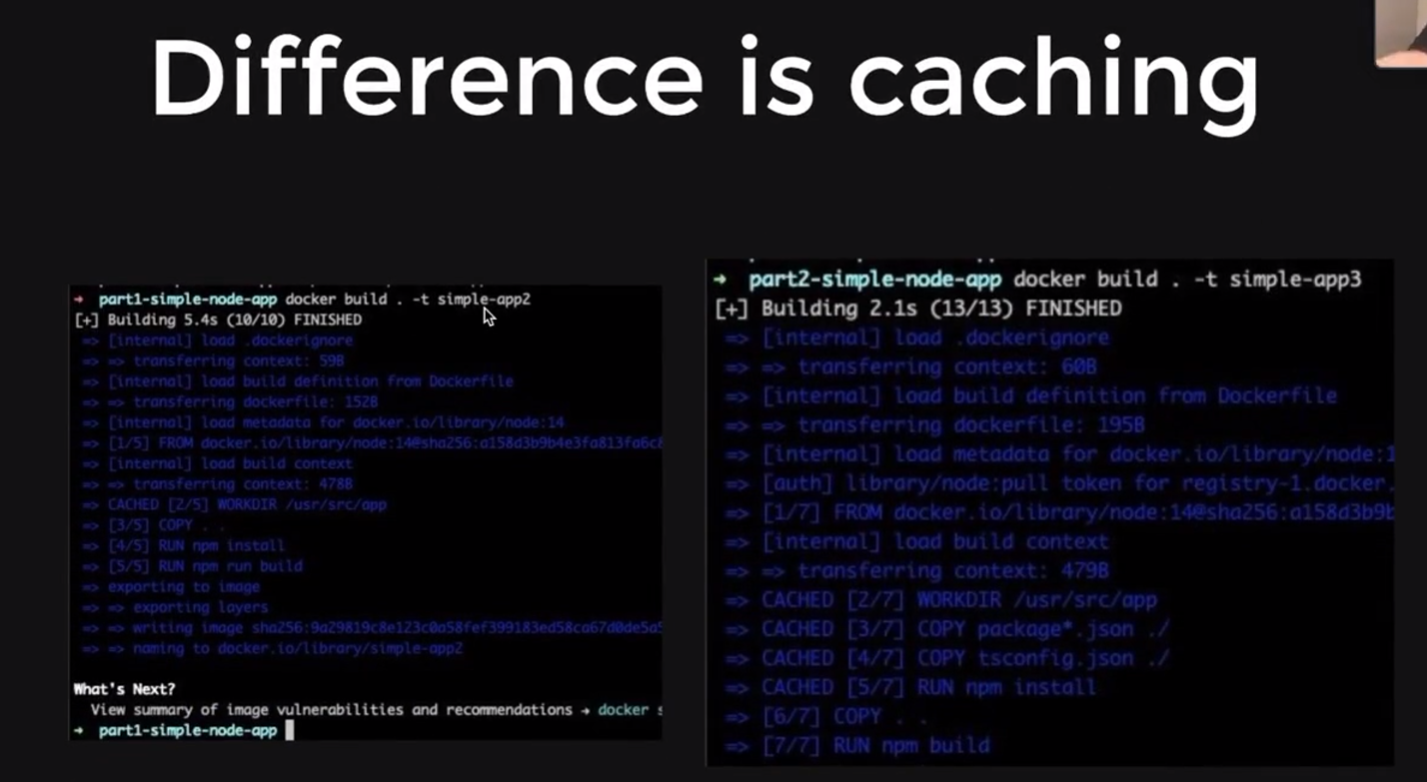 Difference is caching
→ part1-simple-node-app docker build . -t simple-app2
[+] Building 5.4s (10/10) FINISHED
=> [internal] load .dockerignore
=> => transferring context: 59B
=> [internal] load build definition from Dockerfile
=> => transferring dockerfile: 152B
=> [internal] load metadata for docker.io/library/node:14
=> [1/5] FROM docker.io/library/node:14@sha256:a158d3b9b4e3fa813fa6c8
=> [internal] load build context
=> => transferring context: 478B
=> CACHED [2/5] WORKDIR /usr/src/app
=> [3/5] COPY . .
=> [4/5] RUN npm install
=> [5/5] RUN npm run build
=> exporting to image
=> => exporting layers
=> => writing image sha256:9a29819c8e123c0a58fef399183ed58ca67d0de5a5
=> => naming to docker.io/library/simple-app2
What's Next?
View summary of image vulnerabilities and recommendations → docker s
→ part1-simple-node-app
→ part2-simple-node-app docker build . -t simple-app3
[+] Building 2.1s (13/13) FINISHED
=> [internal] load .dockerignore
=> => transferring context: 60B
=> [internal] load build definition from Dockerfile
=> => transferring dockerfile: 195B
=> [internal] load metadata for docker.io/library/node:1
=> [auth] library/node:pull token for registry-1.docker.
=> [1/7] FROM docker.io/library/node:14@sha256:a158d3b9b
=> [internal] load build context
=> => transferring context: 479B
=> CACHED [2/7] WORKDIR /usr/src/app
=> CACHED [3/7] COPY package*.json ./
=> CACHED [4/7] COPY tsconfig.json ./
=> CACHED [5/7] RUN npm install
=> [6/7] COPY . .
=> [7/7] RUN npm build